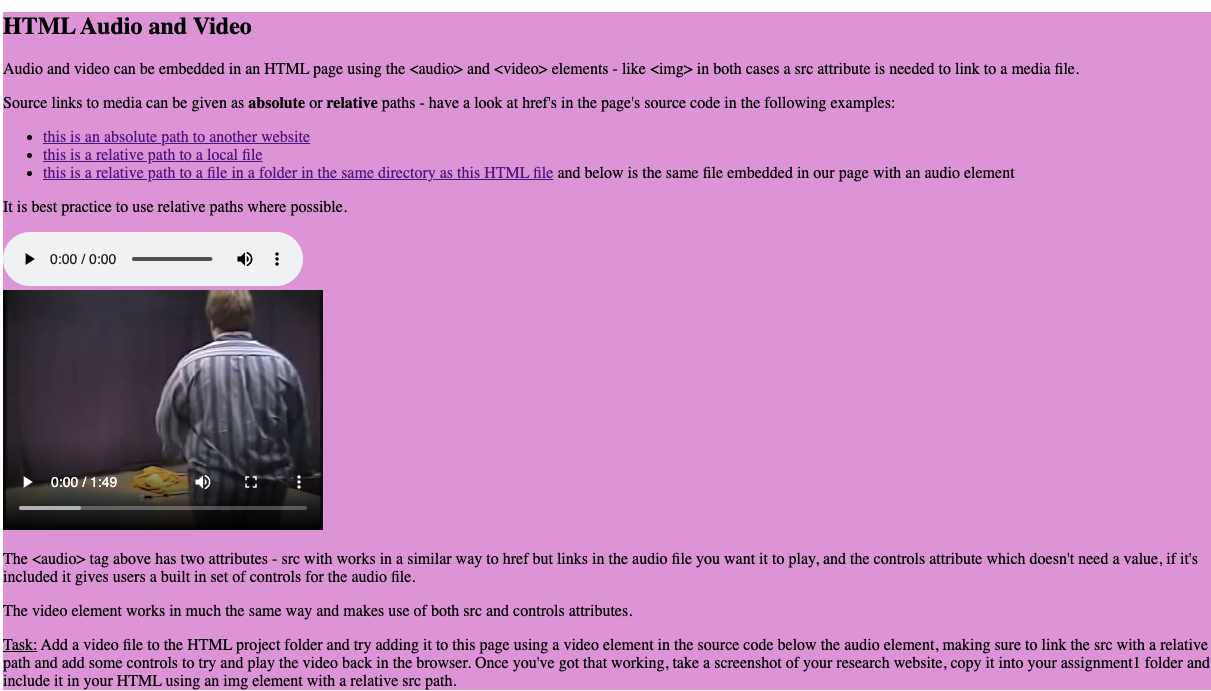 HTML Audio and Video
Audio and video can be embedded in an HTML page using the <audio> and <video> elements - like <img> in both cases a src attribute is needed to link to a media file.
Source links to media can be given as absolute or relative paths - have a look at href's in the page's source code in the following examples:
this is an absolute path to another website
this is a relative path to a local file
this is a relative path to a file in a folder in the same directory as this HTML file and below is the same file embedded in our page with an audio element
It is best practice to use relative paths where possible.
0:00 / 0:00
0:00 / 1:49
The <audio> tag above has two attributes - src with works in a similar way to href but links in the audio file you want it to play, and the controls attribute which doesn't need a value, if it's
included it gives users a built in set of controls for the audio file.
The video element works in much the same way and makes use of both src and controls attributes.
Task: Add a video file to the HTML project folder and try adding it to this page using a video element in the source code below the audio element, making sure to link the src with a relative
path and add some controls to try and play the video back in the browser. Once you've got that working, take a screenshot of your research website, copy it into your assignment1 folder and
include it in your HTML using an img element with a relative src path.